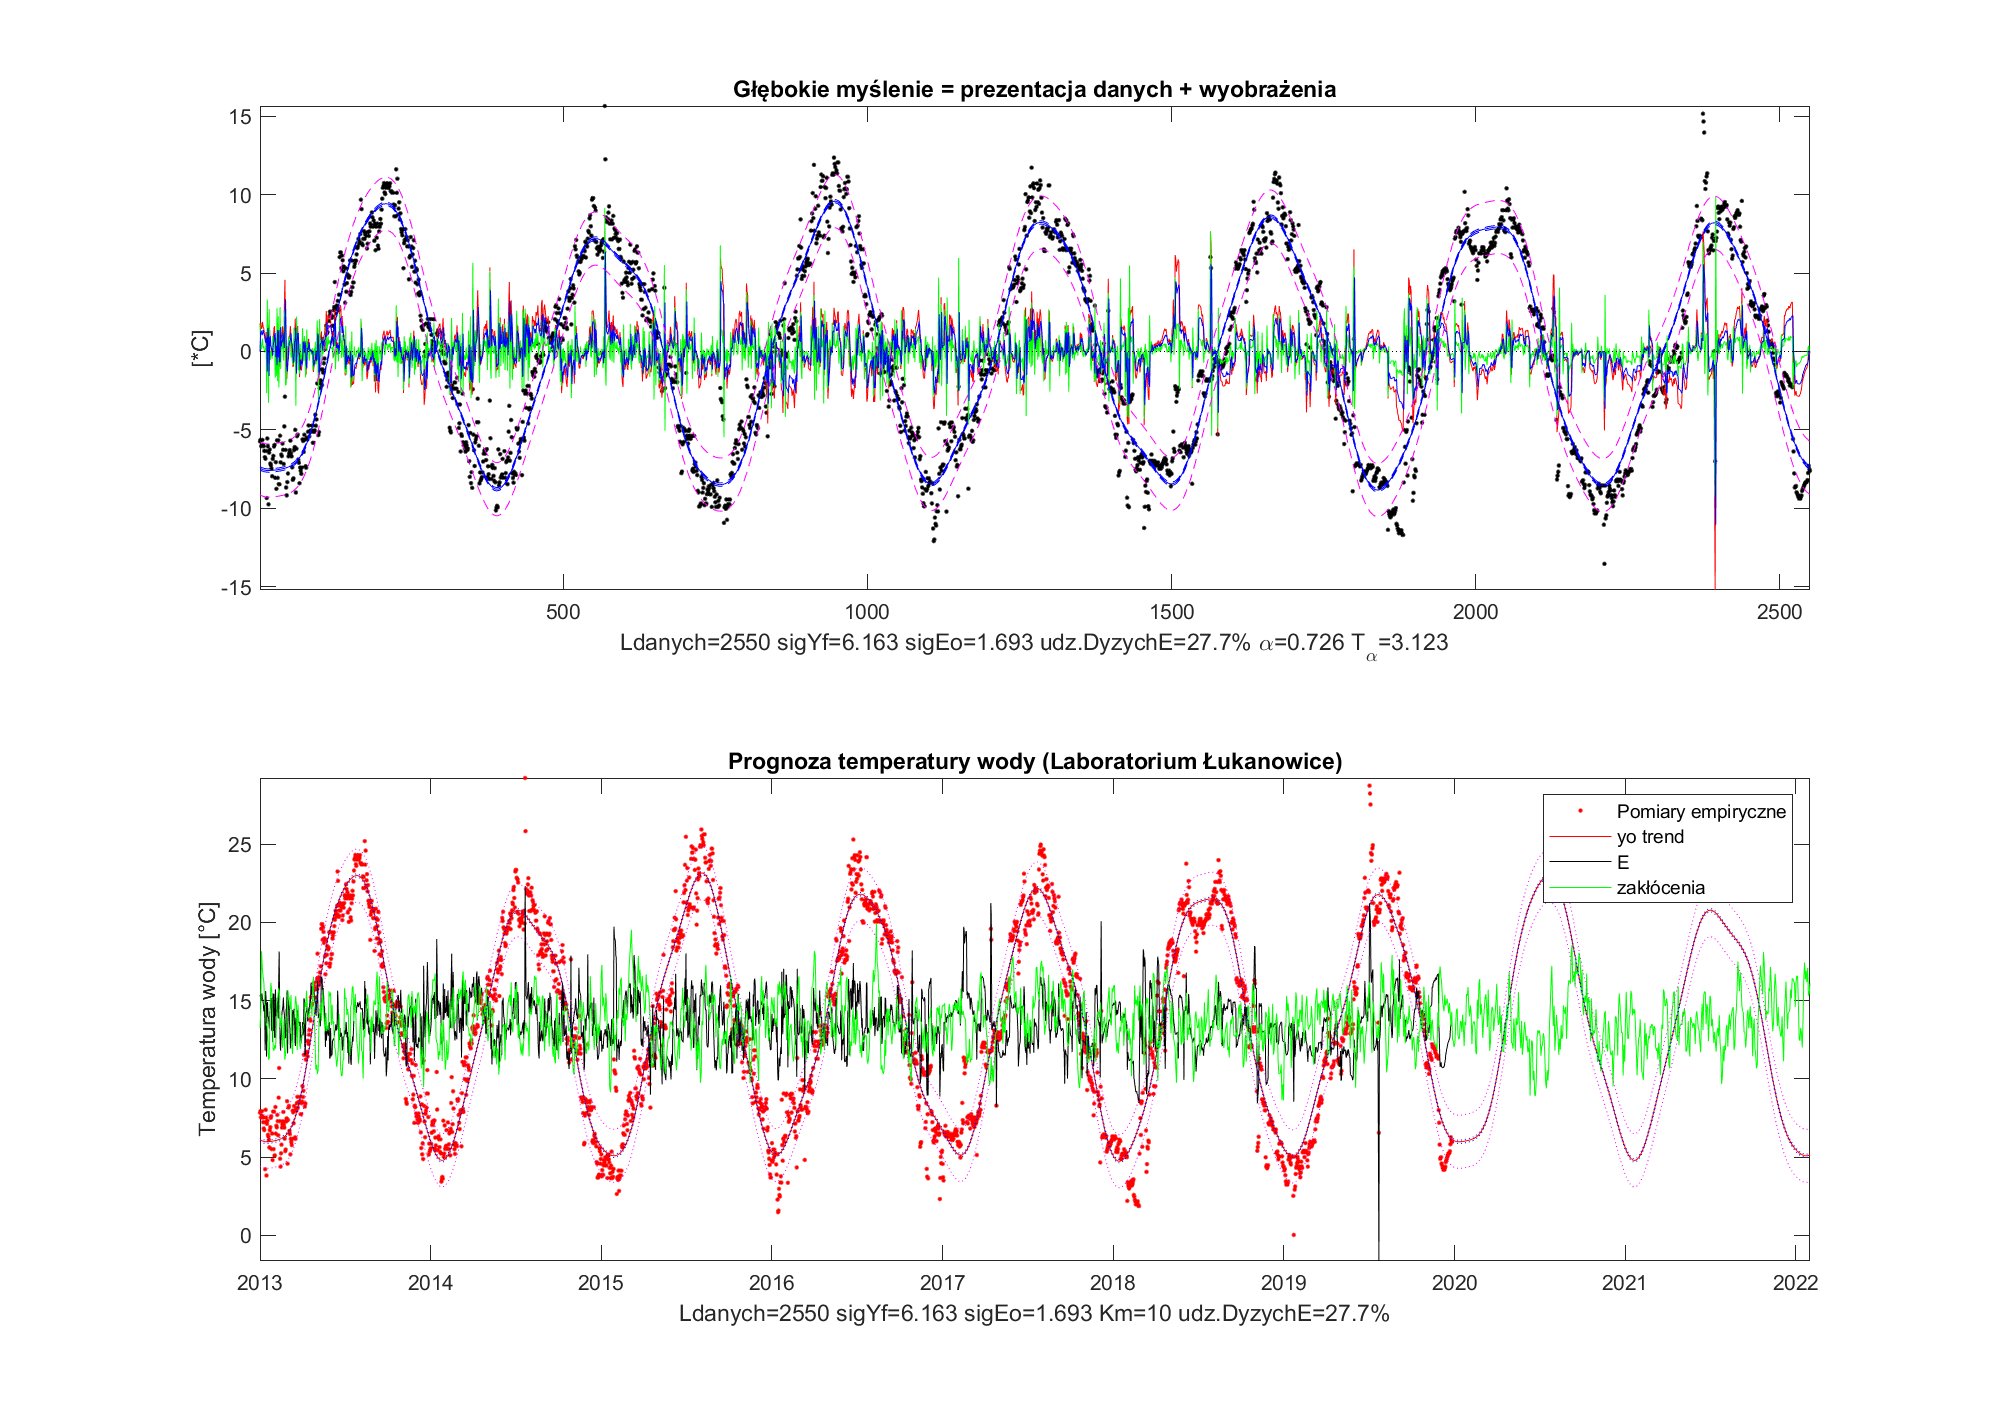 Głębokie myślenie = prezentacja danych + wyobrażenia
15
10
5
0
-5
-10
-15
[*C]
500 1000 1500 2000 2500
Ldanych=2550 sigYf=6.163 sigEo=1.693 udz.DyzychE=27.7% α=0.726 Tα=3.123
Prognoza temperatury wody (Laboratorium Łukanowice)
Pomiary empiryczne
yo trend
E
zakłócenia
25
20
15
10
5
0
Temperatura wody [°C]
2013 2014 2015 2016 2017 2018 2019 2020 2021 2022
Ldanych=2550 sigYf=6.163 sigEo=1.693 Km=10 udz.DyzychE=27.7%